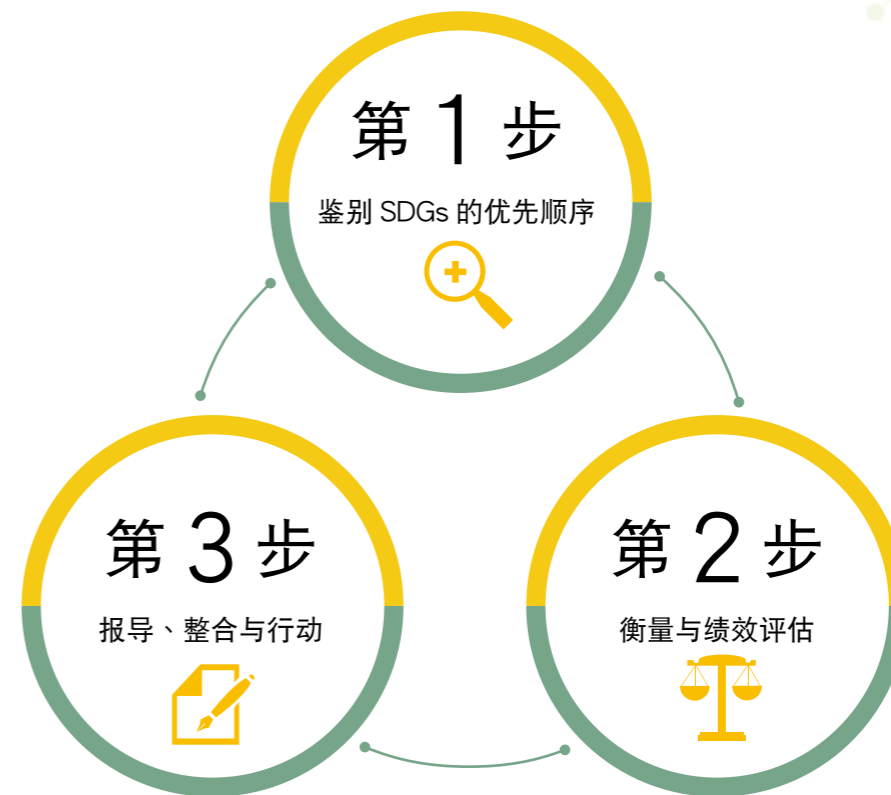 第 1 步
鉴别 SDGs 的优先顺序
第 2 步
衡量与绩效评估
第 3 步
报导、整合与行动